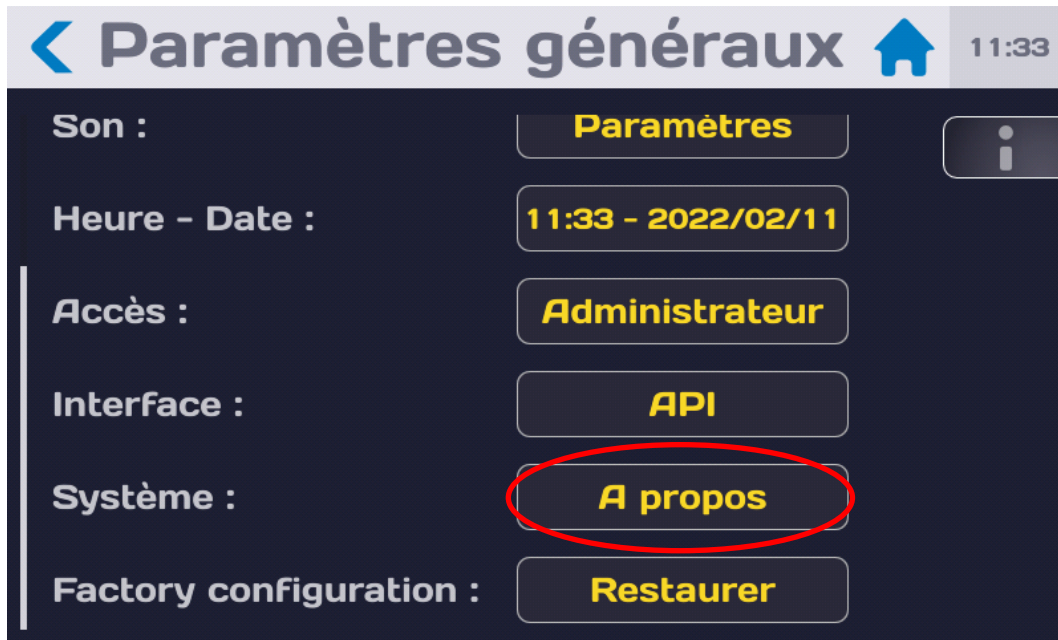 Paramètres généraux 11:33
Son : Paramètres
Heure - Date : 11:33 - 2022/02/11
Accès : Administrateur
Interface : API
Système : A propos
Factory configuration : Restaurer